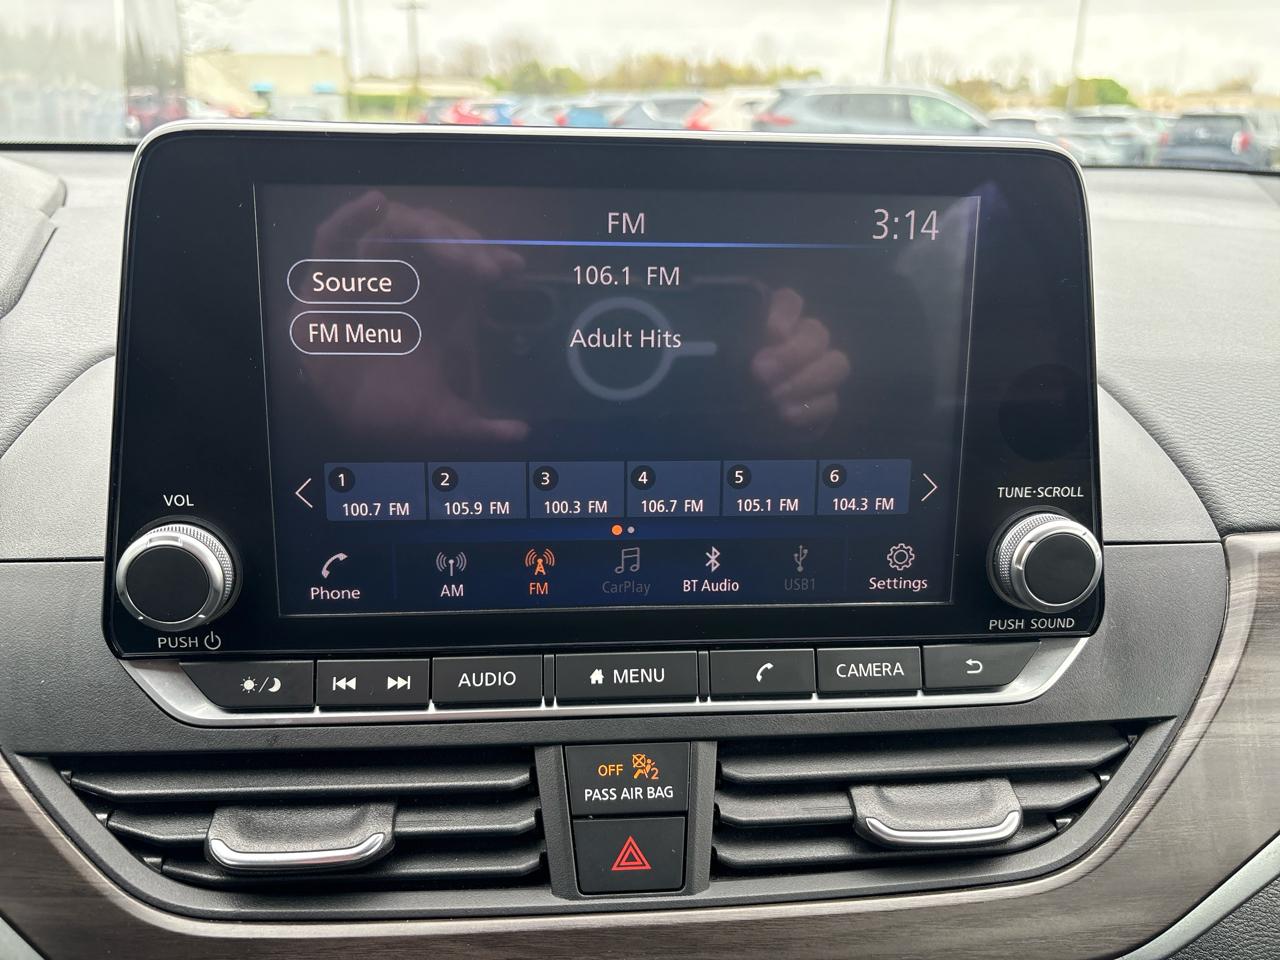 FM
3:14
Source
106.1 FM
FM Menu
Adult Hits
1
100.7 FM
2
105.9 FM
3
100.3 FM
4
106.7 FM
5
105.1 FM
6
104.3 FM
VOL
TUNE·SCROLL
Phone
AM
FM
CarPlay
BT Audio
USB1
Settings
PUSH
PUSH SOUND
AUDIO
MENU
CAMERA
OFF
2
PASS AIR BAG